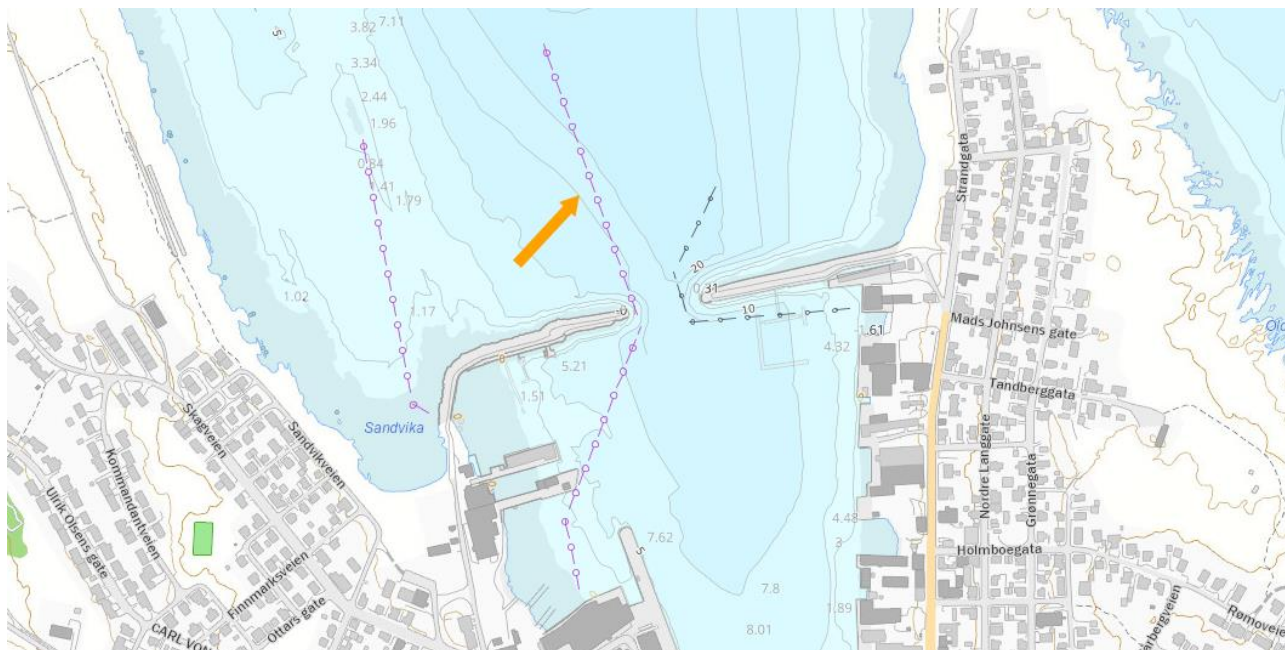 3.82
7.11
5
3.34
2.44
1.96
0.84
1.41
1.79
1.02
1.17
20
0.31
10
0
1.61
4.32
5.21
1.51
5
0
0
Strandgata
Mads Johnsens gate
Tandberggata
Nordre Langgate
Grønnegata
Holmboegata
Rømoveien
Sandvika
Skagveien
Sandvikveien
Kommandantveien
Ulrik Olsens gate
Finnmarksveien
Ottars gate
CARL VON
4.48
3
7.62
5
7.8
1.89
8.01